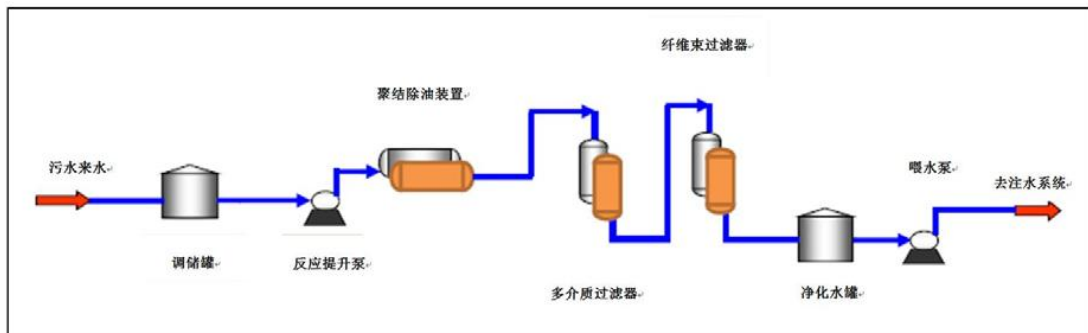 纤维束过滤器
聚结除油装置
污水来水
喂水泵
去注水系统
调储罐
反应提升泵
多介质过滤器
净化水罐